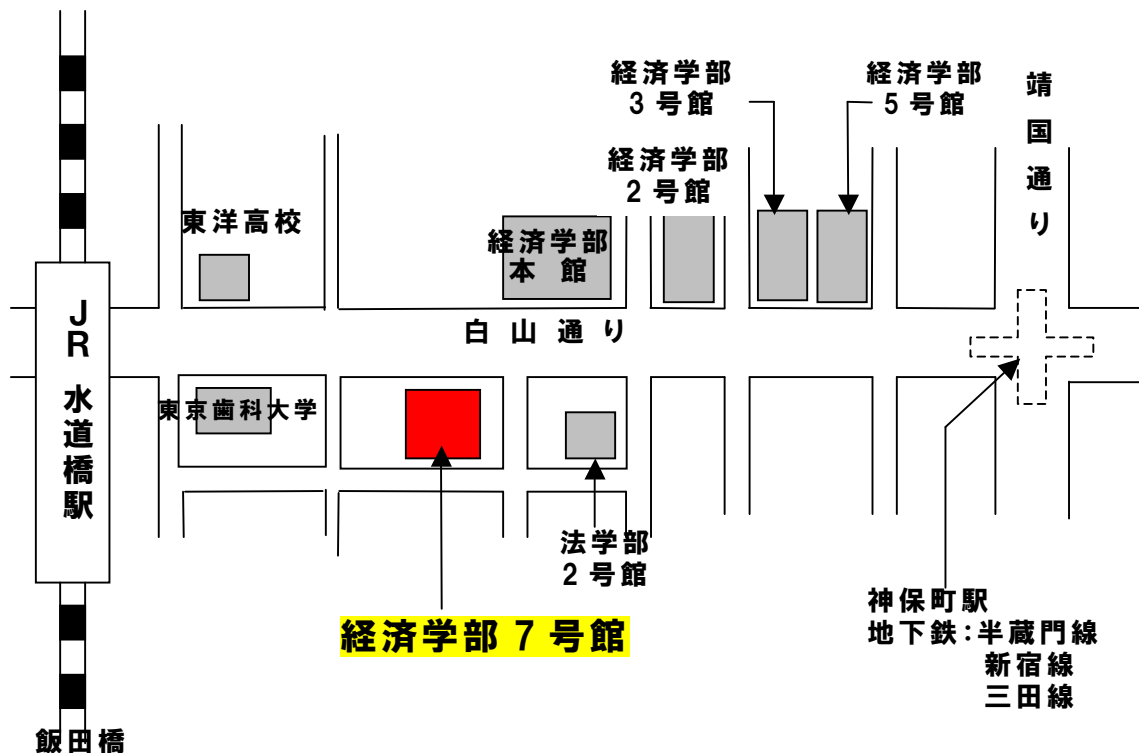 経済学部
3 号館
経済学部
5 号館
靖国通り
経済学部
2 号館
東洋高校
経済学部
本 館
白山通り
JR 水道橋駅
東京歯科大学
法学部
2 号館
経済学部 7 号館
神保町駅
地下鉄：半蔵門線
新宿線
三田線
飯田橋